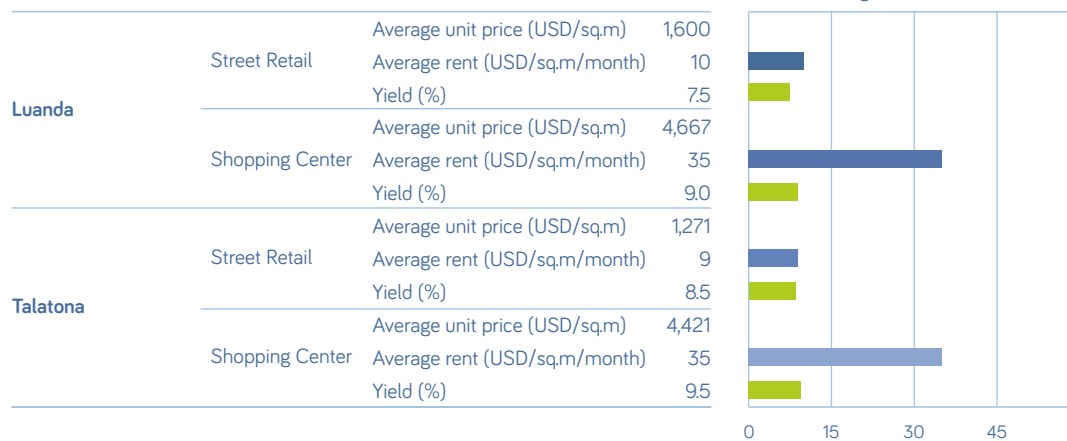 Average unit price (USD/sq.m) 1,600
Street Retail Average rent (USD/sq.m/month) 10
Yield (%) 7.5
Luanda
Average unit price (USD/sq.m) 4,667
Shopping Center Average rent (USD/sq.m/month) 35
Yield (%) 9.0
Average unit price (USD/sq.m) 1,271
Street Retail Average rent (USD/sq.m/month) 9
Yield (%) 8.5
Talatona
Average unit price (USD/sq.m) 4,421
Shopping Center Average rent (USD/sq.m/month) 35
Yield (%) 9.5
0 15 30 45